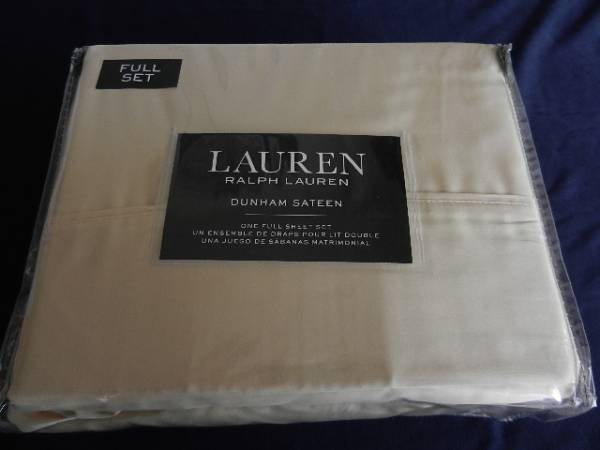 FULL
SET
LAUREN
RALPH LAUREN
DUNHAM SATEEN
ONE FULL SHEET SET
UN ENSEMBLE DE DRAPS POUR LIT DOUBLE
UNA JUEGO DE SABANAS MATRIMONIAL